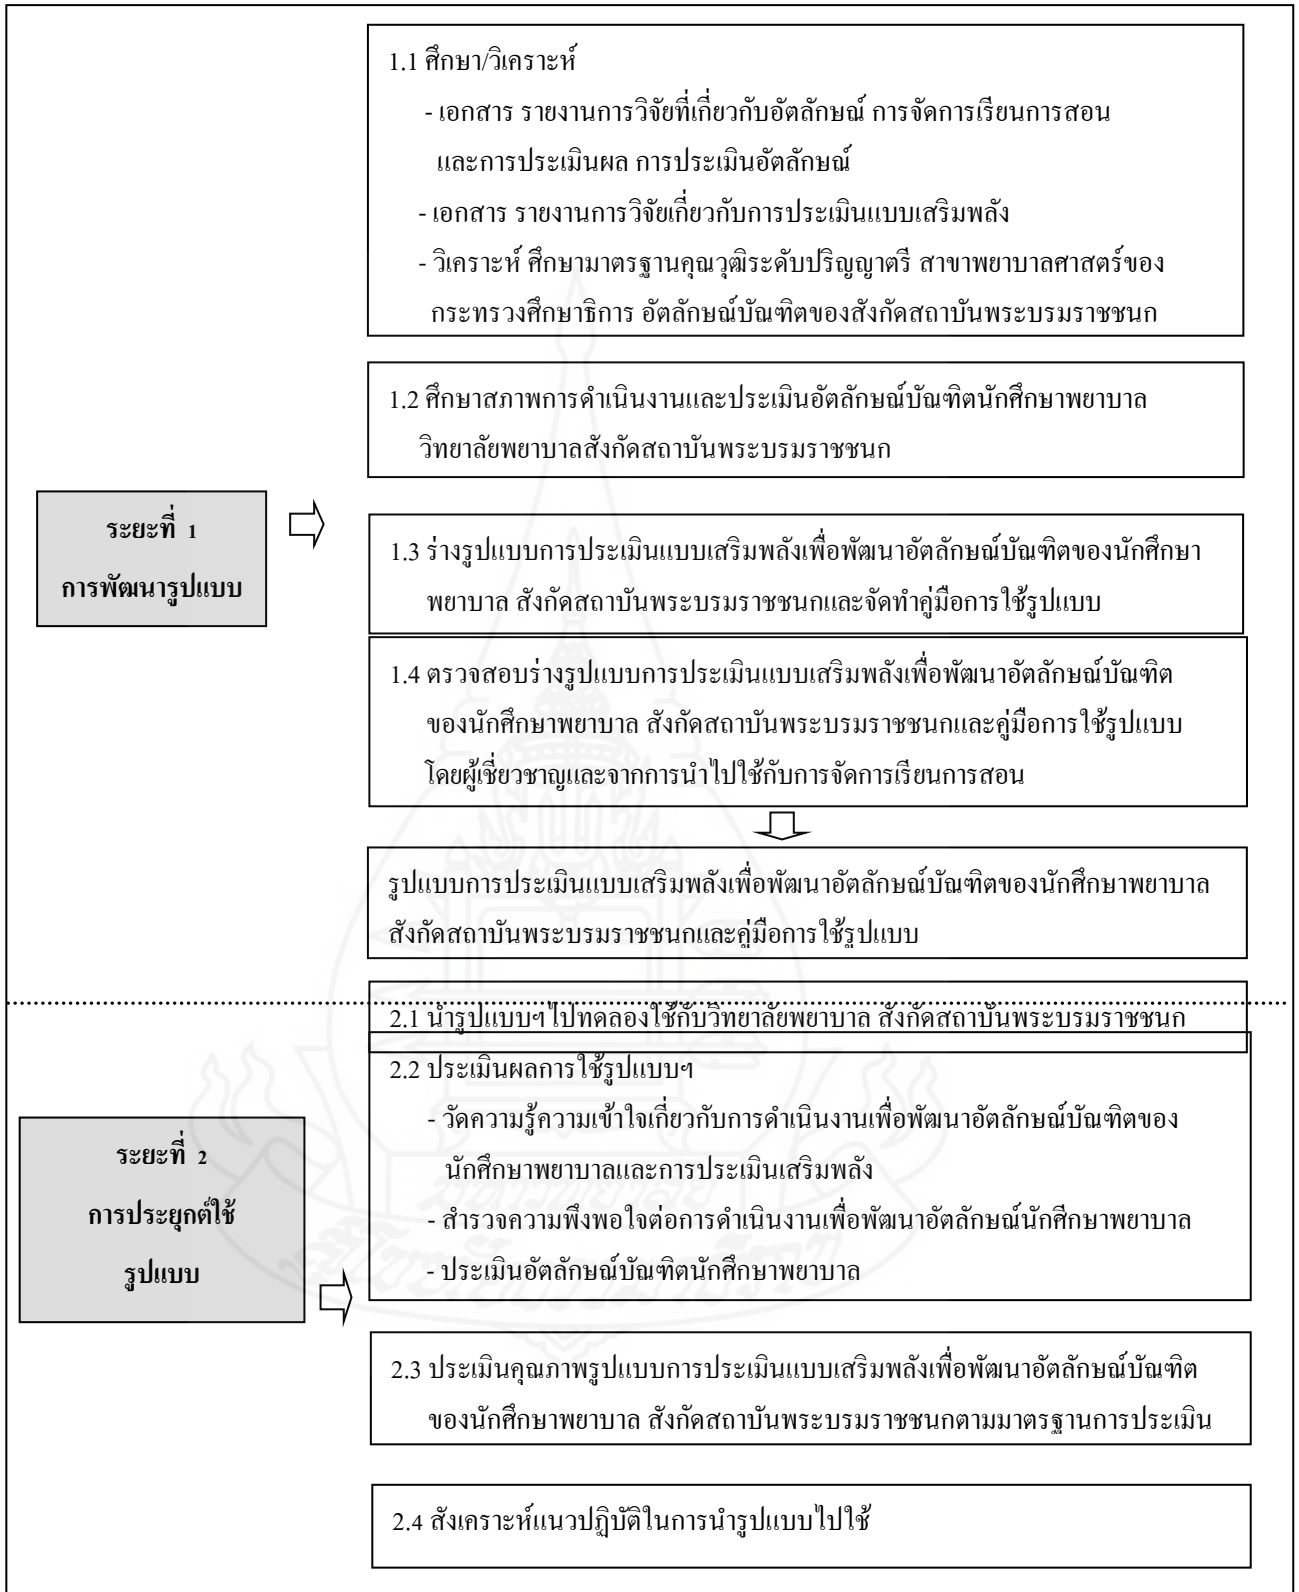 1.1 ศึกษา/วิเคราะห์
- เอกสาร รายงานการวิจัยที่เกี่ยวกับอัตลักษณ์ การจัดการเรียนการสอน
และการประเมินผล การประเมินอัตลักษณ์
- เอกสาร รายงานการวิจัยเกี่ยวกับการประเมินแบบเสริมพลัง
- วิเคราะห์ ศึกษามาตรฐานคุณวุฒิระดับปริญญาตรี สาขาพยาบาลศาสตร์ของ
กระทรวงศึกษาธิการ อัตลักษณ์บัณฑิตของสังกัดสถาบันพระบรมราชชนก
1.2 ศึกษาสภาพการดำเนินงานและประเมินอัตลักษณ์บัณฑิตนักศึกษาพยาบาล
วิทยาลัยพยาบาลสังกัดสถาบันพระบรมราชชนก
ระยะที่ 1
การพัฒนารูปแบบ
1.3 ร่างรูปแบบการประเมินแบบเสริมพลังเพื่อพัฒนาอัตลักษณ์บัณฑิตของนักศึกษา
พยาบาล สังกัดสถาบันพระบรมราชชนกและจัดทำคู่มือการใช้รูปแบบ
1.4 ตรวจสอบร่างรูปแบบการประเมินแบบเสริมพลังเพื่อพัฒนาอัตลักษณ์บัณฑิต
ของนักศึกษาพยาบาล สังกัดสถาบันพระบรมราชชนกและคู่มือการใช้รูปแบบ
โดยผู้เชี่ยวชาญและจากการนำไปใช้กับการจัดการเรียนการสอน
รูปแบบการประเมินแบบเสริมพลังเพื่อพัฒนาอัตลักษณ์บัณฑิตของนักศึกษาพยาบาล
สังกัดสถาบันพระบรมราชชนกและคู่มือการใช้รูปแบบ
2.1 นำรูปแบบฯไปทดลองใช้กับวิทยาลัยพยาบาล สังกัดสถาบันพระบรมราชชนก
2.2 ประเมินผลการใช้รูปแบบฯ
- วัดความรู้ความเข้าใจเกี่ยวกับการดำเนินงานเพื่อพัฒนาอัตลักษณ์บัณฑิตของ
นักศึกษาพยาบาลและการประเมินเสริมพลัง
- สำรวจความพึงพอใจต่อการดำเนินงานเพื่อพัฒนาอัตลักษณ์นักศึกษาพยาบาล
- ประเมินอัตลักษณ์บัณฑิตนักศึกษาพยาบาล
ระยะที่ 2
การประยุกต์ใช้
รูปแบบ
2.3 ประเมินคุณภาพรูปแบบการประเมินแบบเสริมพลังเพื่อพัฒนาอัตลักษณ์บัณฑิต
ของนักศึกษาพยาบาล สังกัดสถาบันพระบรมราชชนกตามมาตรฐานการประเมิน
2.4 สังเคราะห์แนวปฏิบัติในการนำรูปแบบไปใช้